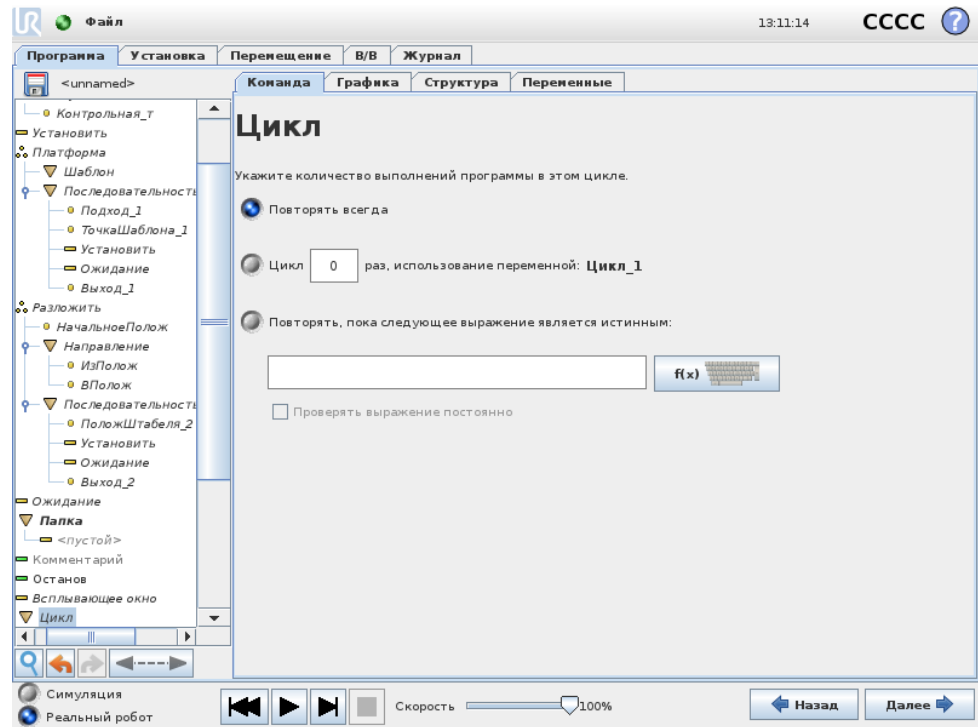 UR Файл 13:11:14 CCCC ?
Программа Установка Перемещение В/В Журнал
<unnamed> Команда Графика Структура Переменные
Контрольная_т
Установить
Платформа
Шаблон
Последовательность
Подход_1
ТочкаШаблона_1
Установить
Ожидание
Выход_1
Разложить
НачальноеПолож
Направление
ИзПолож
ВПолож
Последовательность
ПоложШтабеля_2
Установить
Ожидание
Выход_2
Ожидание
Папка
<пустой>
Комментарий
Останов
Всплывающее окно
Цикл
Цикл
Укажите количество выполнений программы в этом цикле.
Повторять всегда
Цикл 0 раз, использование переменной: Цикл_1
Повторять, пока следующее выражение является истинным:
f(x)
Проверять выражение постоянно
Симуляция
Реальный робот
Скорость 100%
Назад Далее